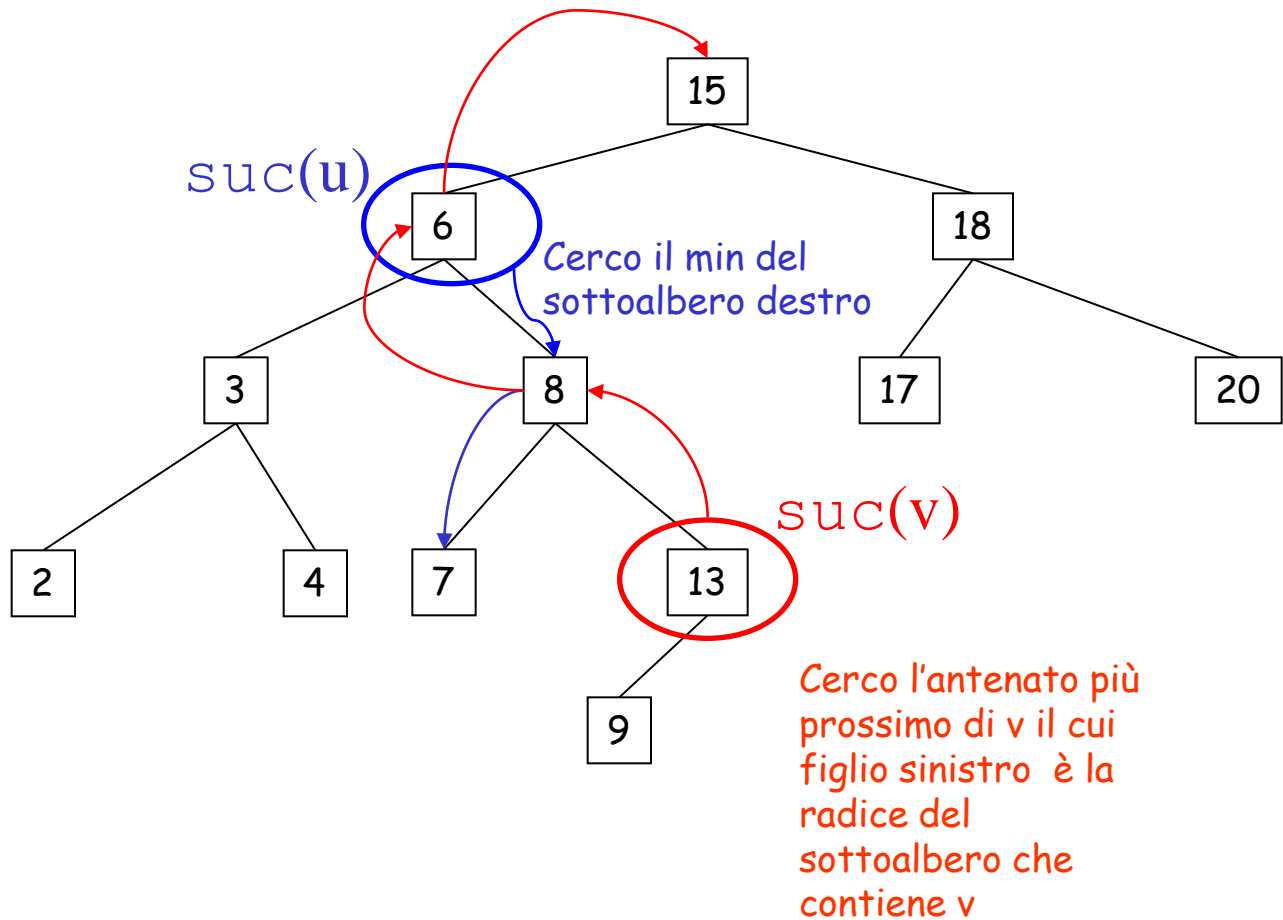 15
suc(u)
6
18
Cerco il min del
sottoalbero destro
3
8
17
20
suc(v)
2
4
7
13
9
Cerco l'antenato più
prossimo di v il cui
figlio sinistro è la
radice del
sottoalbero che
contiene v